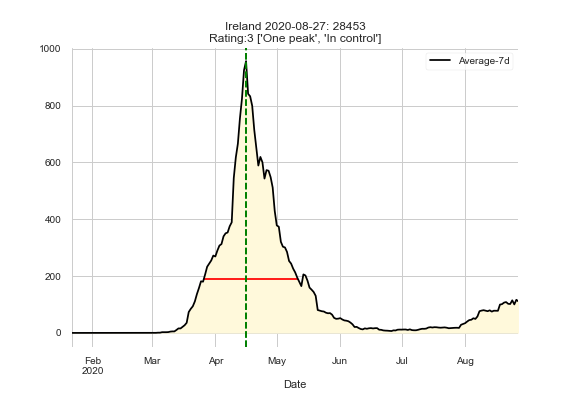 Ireland 2020-08-27: 28453
Rating:3 ['One peak', 'In control']
Average-7d
1000
800
600
400
200
0
Feb
2020
Mar
Apr
May
Jun
Jul
Aug
Date